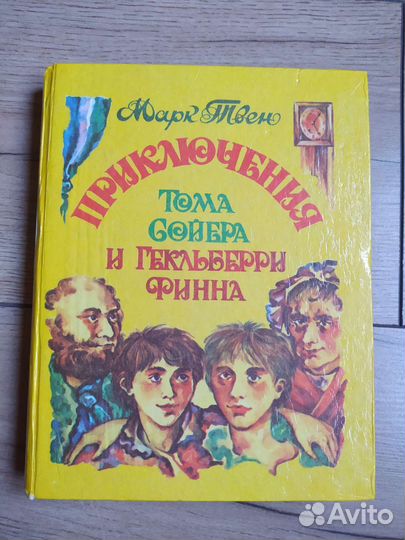 Марк Твен
ПРИКЛЮЧЕНИЯ
ТОМА
СОЙЕРА
И ГЕКЛЬБЕРРИ
ФИННА
Avito